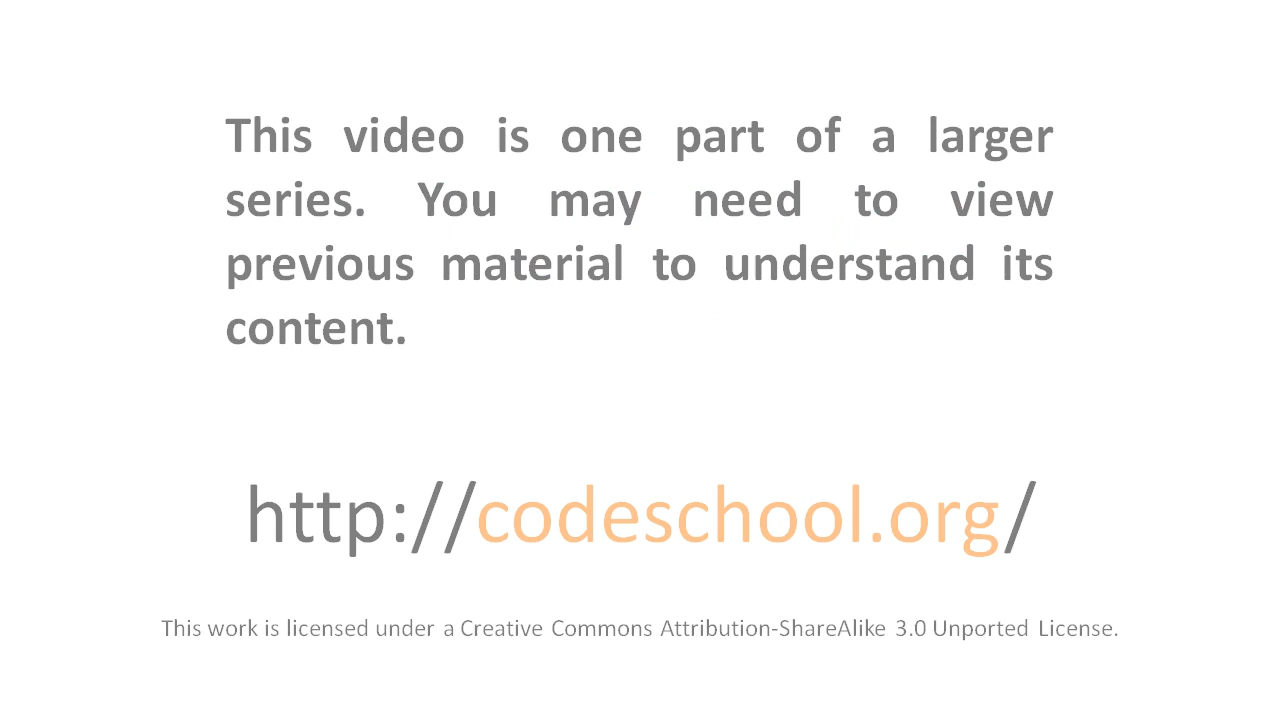 This video is one part of a larger
series. You may need to view
previous material to understand its
content.
http://codeschool.org/
This work is licensed under a Creative Commons Attribution-ShareAlike 3.0 Unported License.